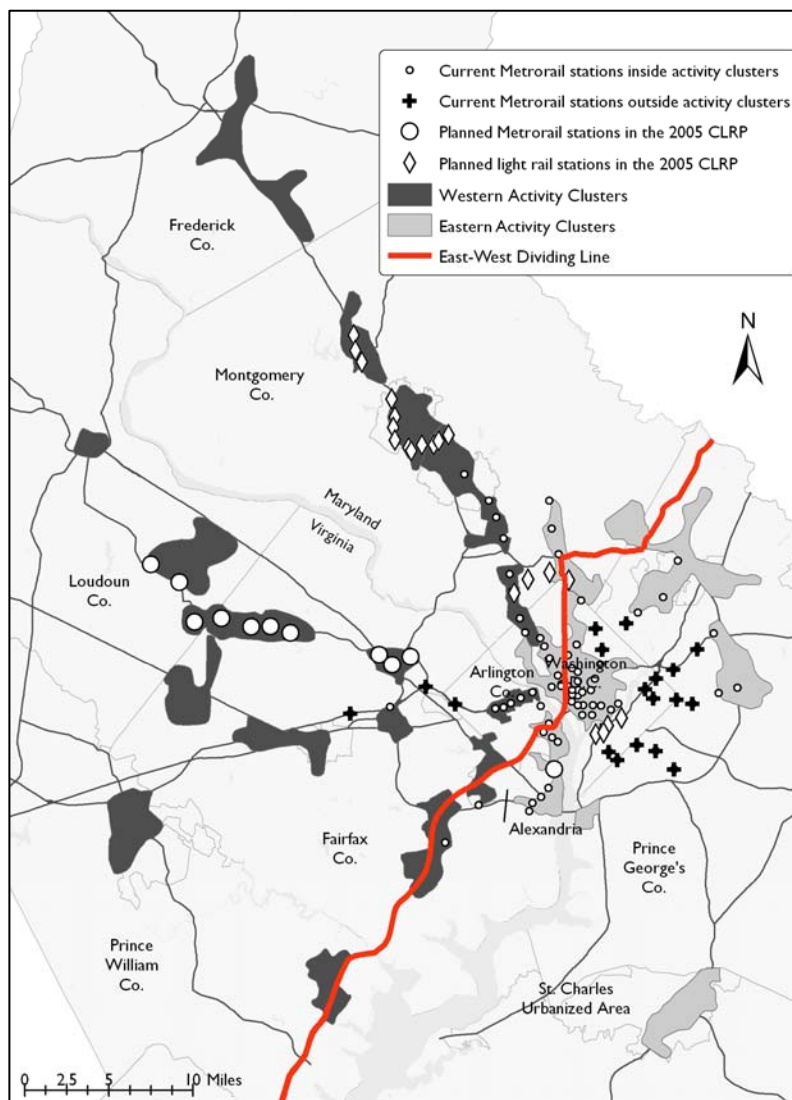 Current Metrorail stations inside activity clusters
Current Metrorail stations outside activity clusters
Planned Metrorail stations in the 2005 CLRP
Planned light rail stations in the 2005 CLRP
Western Activity Clusters
Eastern Activity Clusters
East-West Dividing Line
N
Frederick
Co.
Montgomery
Co.
Maryland
Virginia
Loudoun
Co.
Arlington
Co.
Washington
Alexandria
Fairfax
Co.
Prince
George's
Co.
Prince
William
Co.
St. Charles
Urbanized Area
0 2.5 5 10 Miles